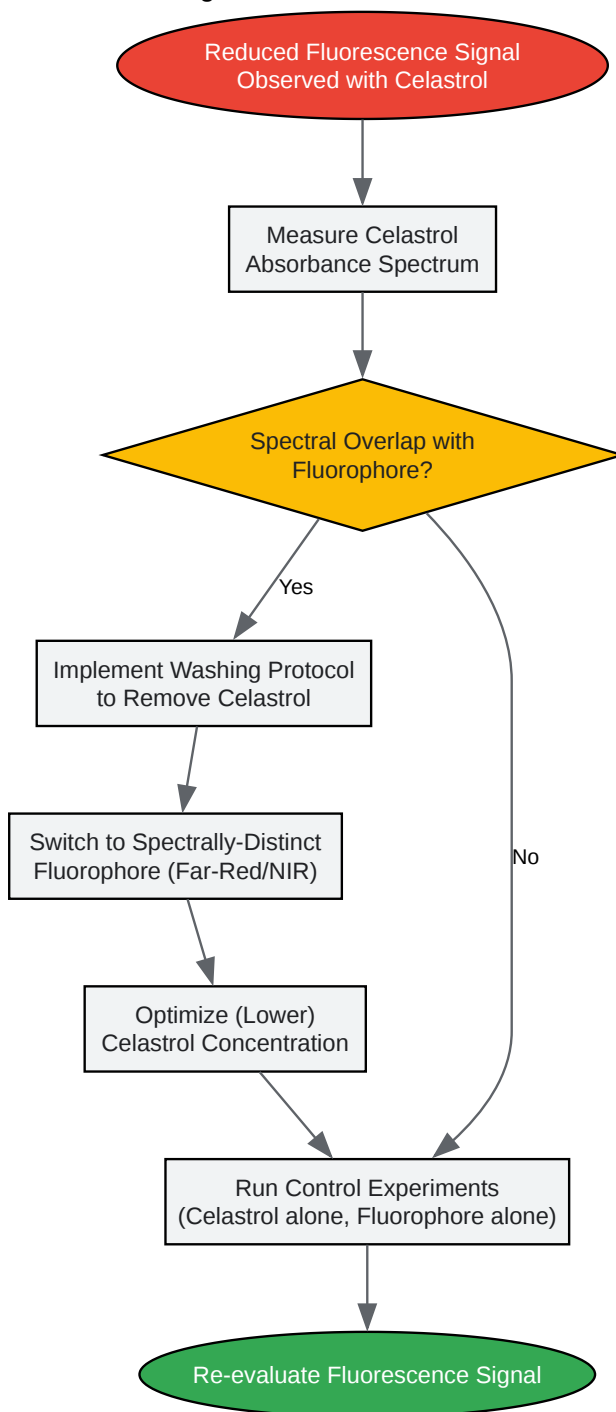 Reduced Fluorescence Signal
Observed with Celastrol
Measure Celastrol
Absorbance Spectrum
Spectral Overlap with
Fluorophore?
Yes
Implement Washing Protocol
to Remove Celastrol
Switch to Spectrally-Distinct
Fluorophore (Far-Red/NIR)
No
Optimize (Lower)
Celastrol Concentration
Run Control Experiments
(Celastrol alone, Fluorophore alone)
Re-evaluate Fluorescence Signal